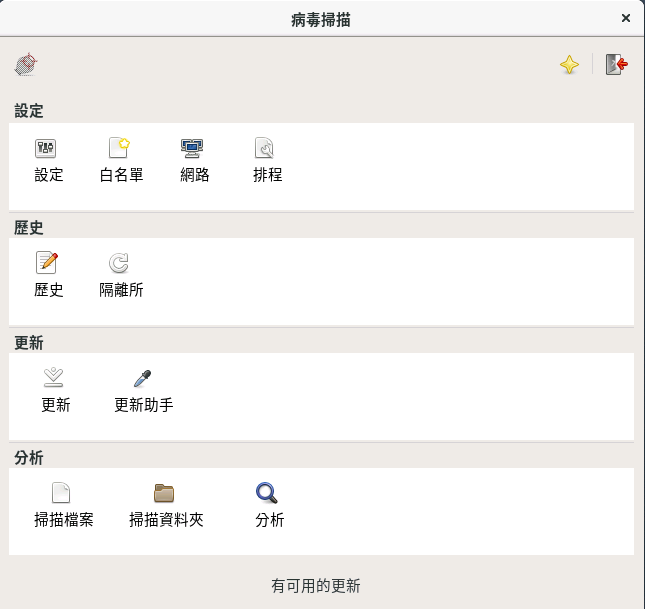 病毒掃描
設定
設定 白名單 網路 排程
歷史
歷史 隔離所
更新
更新 更新助手
分析
掃描檔案 掃描資料夾 分析
有可用的更新